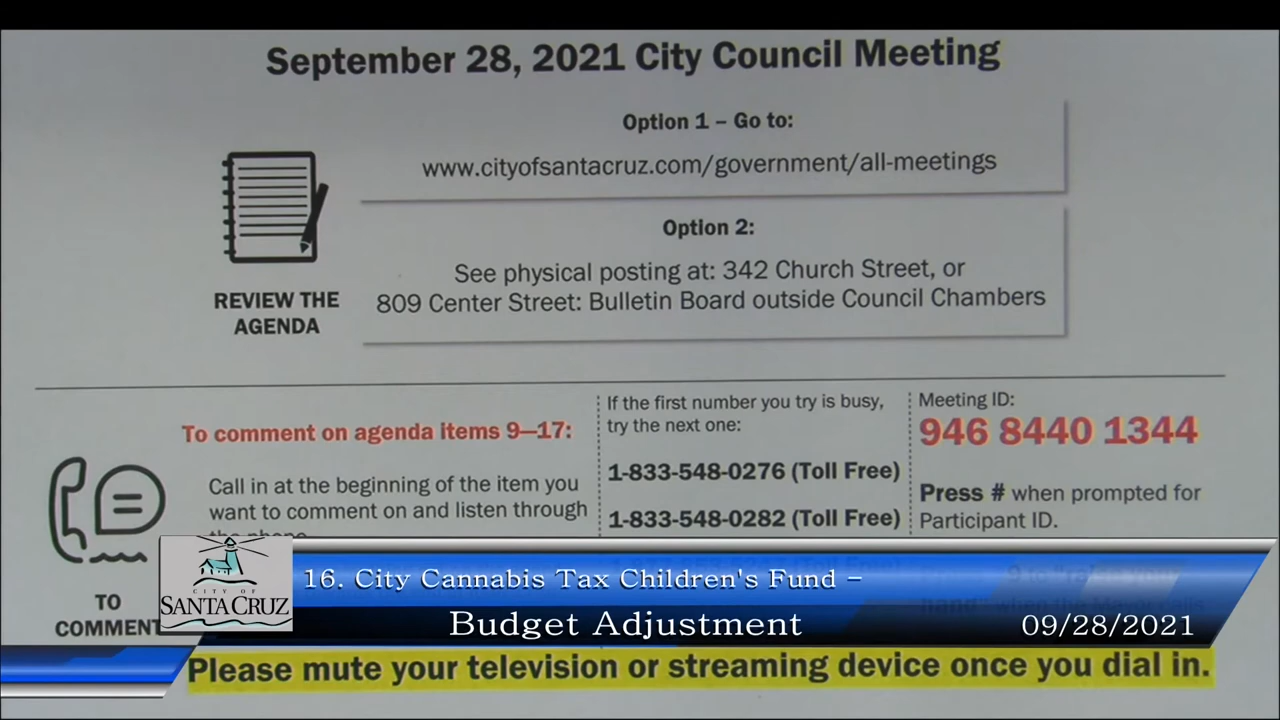 September 28, 2021 City Council Meeting
Option 1 – Go to:
www.cityofsantacruz.com/government/all-meetings
REVIEW THE
AGENDA
Option 2:
See physical posting at: 342 Church Street, or
809 Center Street: Bulletin Board outside Council Chambers
TO
COMMENT
To comment on agenda items 9—17:
Call in at the beginning of the item you
want to comment on and listen through
the phone
If the first number you try is busy,
try the next one:
1-833-548-0276 (Toll Free)
1-833-548-0282 (Toll Free)
Meeting ID:
946 8440 1344
Press # when prompted for
Participant ID.
CITY OF
SANTA CRUZ
16. City Cannabis Tax Children's Fund –
Budget Adjustment
09/28/2021
Please mute your television or streaming device once you dial in.